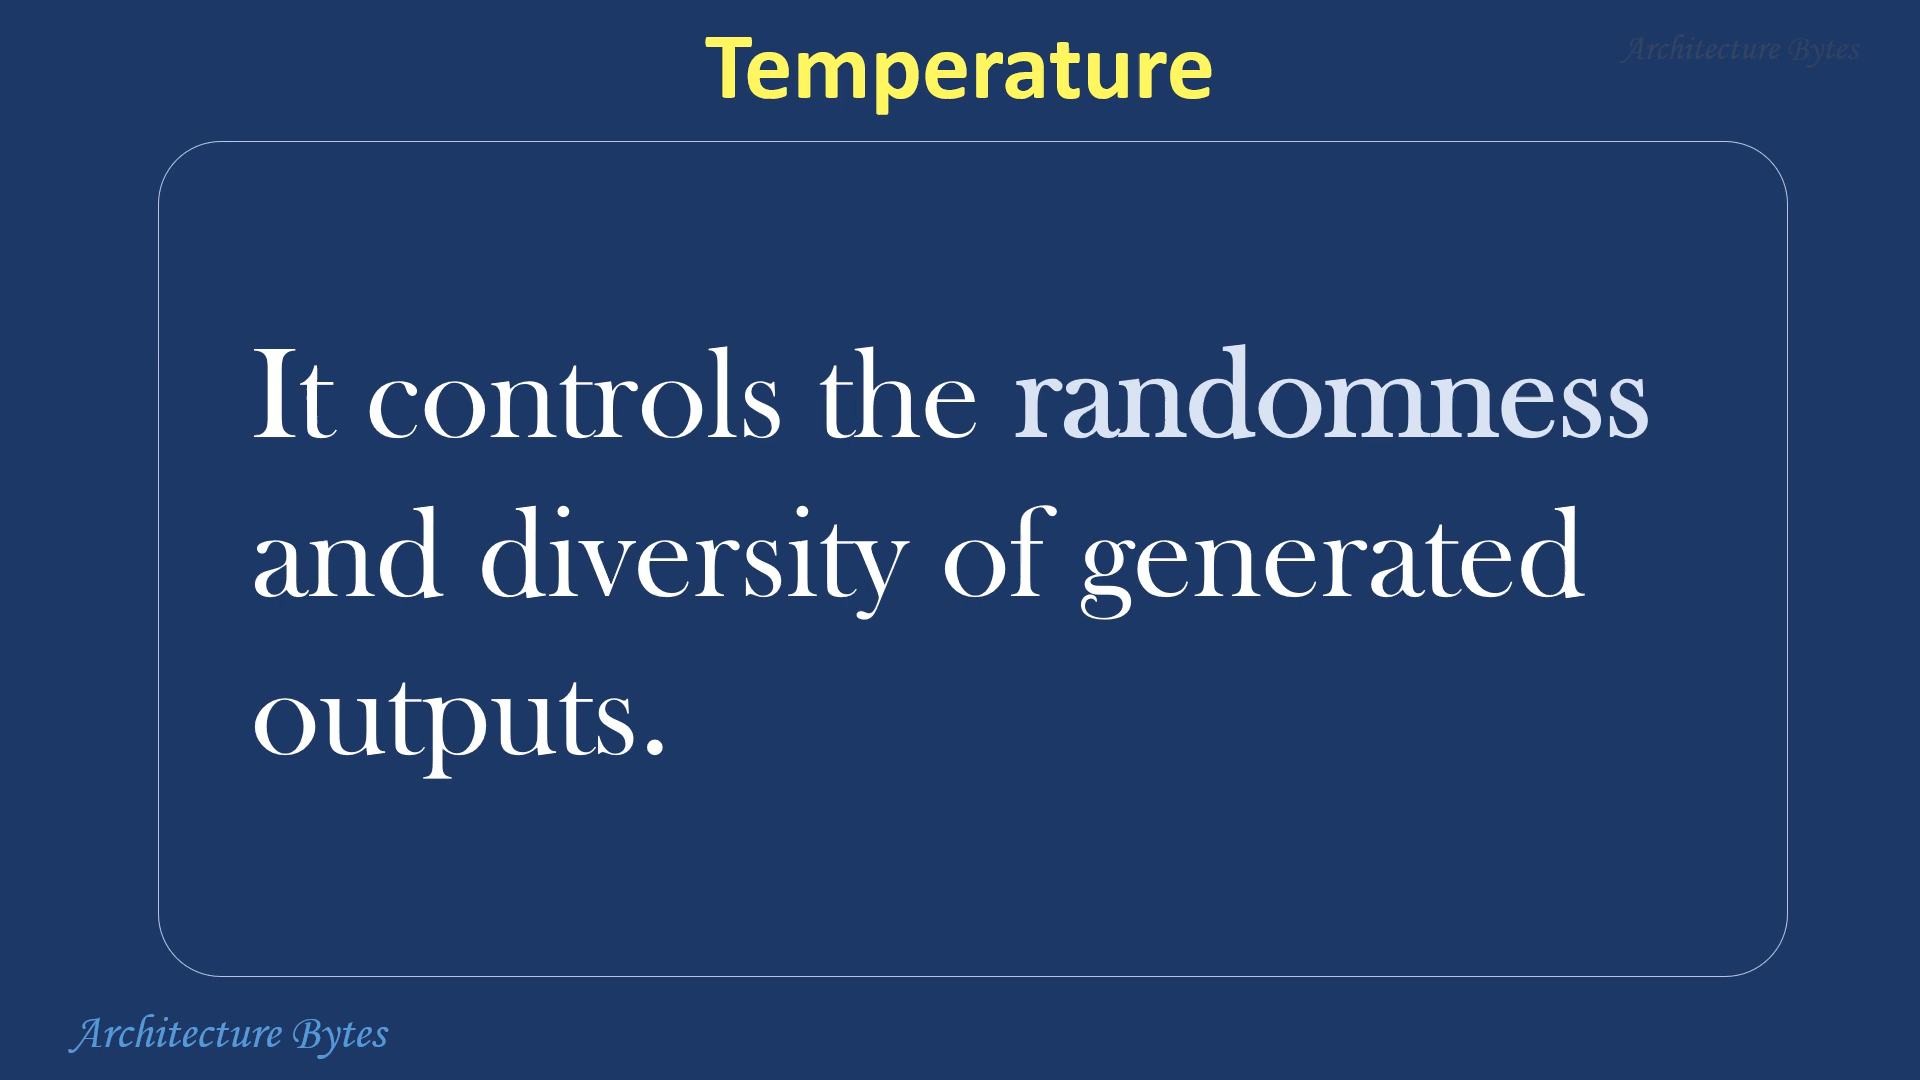 Temperature
Architecture Bytes
It controls the randomness
and diversity of generated
outputs.
Architecture Bytes